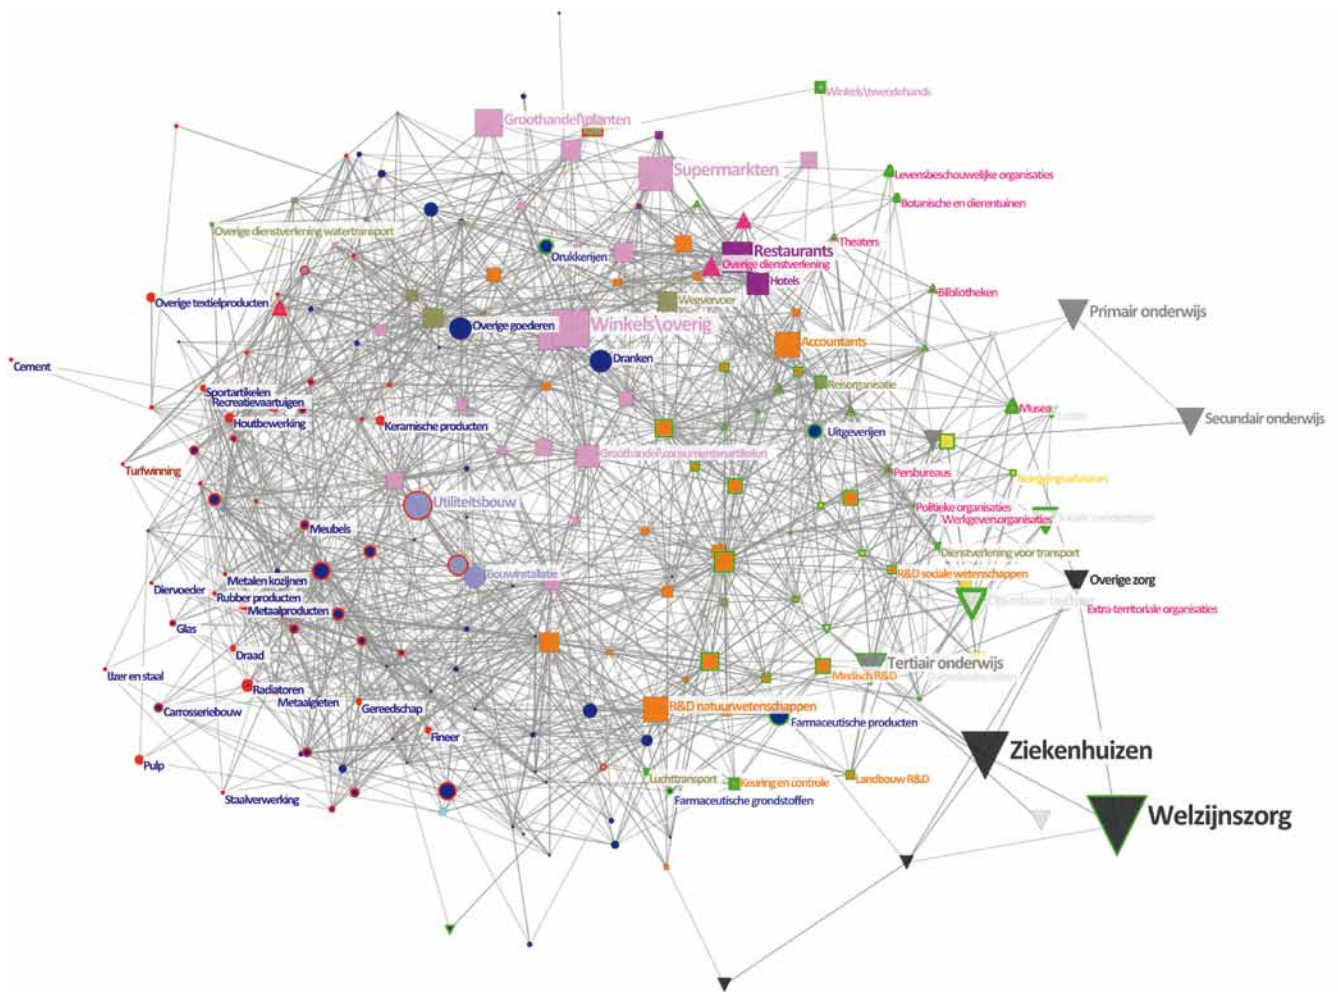 Winkels\tweedehands
Groothandel\planten
Supermarkten
Levensbeschouwelijke organisaties
Botanische en dierentuinen
Overige dienstverlening watertransport
Theaters
Restaurants
Drukkerijen
Overige dienstverlening
Hotels
Bibliotheken
Overige textielproducten
Wegvervoer
Primair onderwijs
Overige goederen
Winkels\overig
Accountants
Dranken
Cement
Reisorganisatie
Sportartikelen
Recreatievaartuigen
Musea
Houtbewerking
Keramische producten
Uitgeverijen
Secundair onderwijs
Groothandel\consumentenartikelen
Turfwinning
Persbureaus
Beleggingsadviseurs
Utiliteitsbouw
Politieke organisaties
Werkgeversorganisaties
Meubels
Dienstverlening voor transport
Bouwinstallatie
R&D sociale wetenschappen
Metalen kozijnen
Overige zorg
Diervoeder
Rubber producten
Metaalproducten
Extra-territoriale organisaties
Glas
Draad
Tertiair onderwijs
IJzer en staal
Medisch R&D
Radiatoren
Metaalgieten
Gereedschap
R&D natuurwetenschappen
Carrosseriebouw
Farmaceutische producten
Fineer
Ziekenhuizen
Pulp
Luchttransport
Keuring en controle
Landbouw R&D
Staalverwerking
Farmaceutische grondstoffen
Welzijnszorg